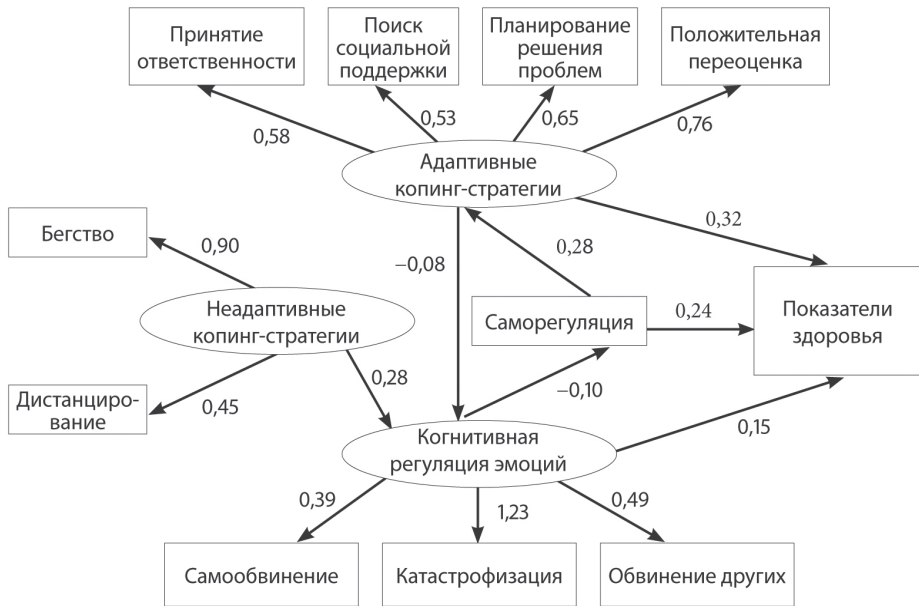 Принятие
ответственности
Поиск
социальной
поддержки
Планирование
решения
проблем
Положительная
переоценка
0,58
0,53
0,65
0,76
Адаптивные
копинг-стратегии
Бегство
0,90
−0,08
0,28
0,32
Неадаптивные
копинг-стратегии
Саморегуляция
0,24
Показатели
здоровья
Дистанциро-
вание
0,45
0,28
−0,10
0,15
Когнитивная
регуляция эмоций
0,39
1,23
0,49
Самообвинение
Катастрофизация
Обвинение других